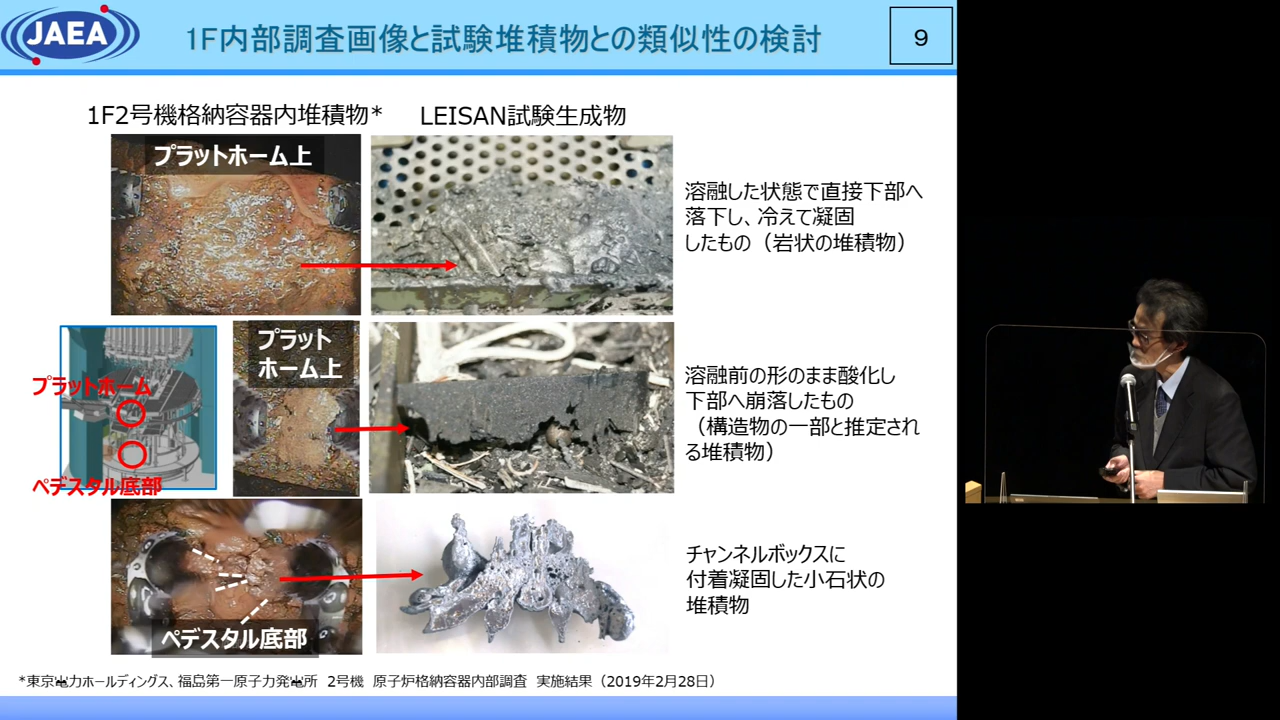 JAEA
1F内部調査画像と試験堆積物との類似性の検討
9
1F2号機格納容器内堆積物*
LEISAN試験生成物
プラットホーム上
溶融した状態で直接下部へ
落下し、冷えて凝固
したもの（岩状の堆積物）
プラット
ホーム上
プラットホーム
ペデスタル底部
溶融前の形のまま酸化し
下部へ崩落したもの
（構造物の一部と推定され
る堆積物）
ペデスタル底部
チャンネルボックスに
付着凝固した小石状の
堆積物
*東京電力ホールディングス、福島第一原子力発電所　2号機　原子炉格納容器内部調査　実施結果（2019年2月28日）